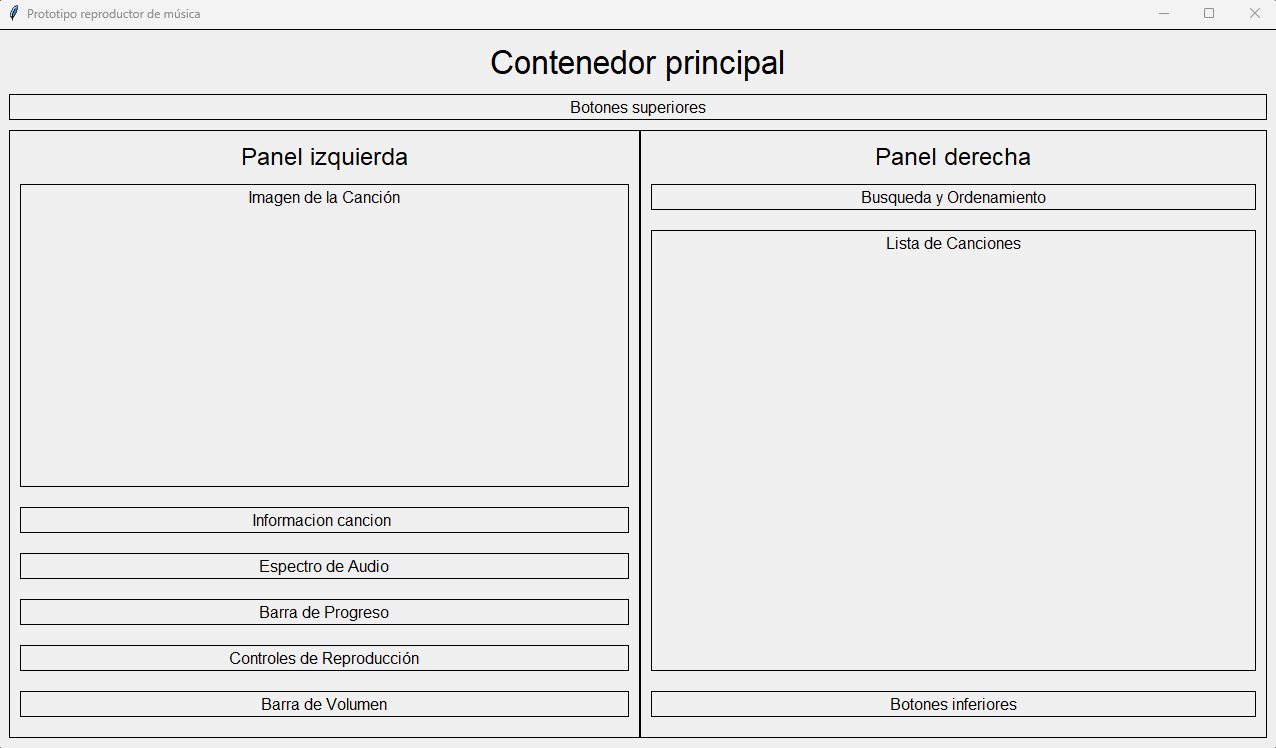 Prototipo reproductor de música
Contenedor principal
Botones superiores
Panel izquierda
Imagen de la Canción
Informacion cancion
Espectro de Audio
Barra de Progreso
Controles de Reproducción
Barra de Volumen
Panel derecha
Busqueda y Ordenamiento
Lista de Canciones
Botones inferiores